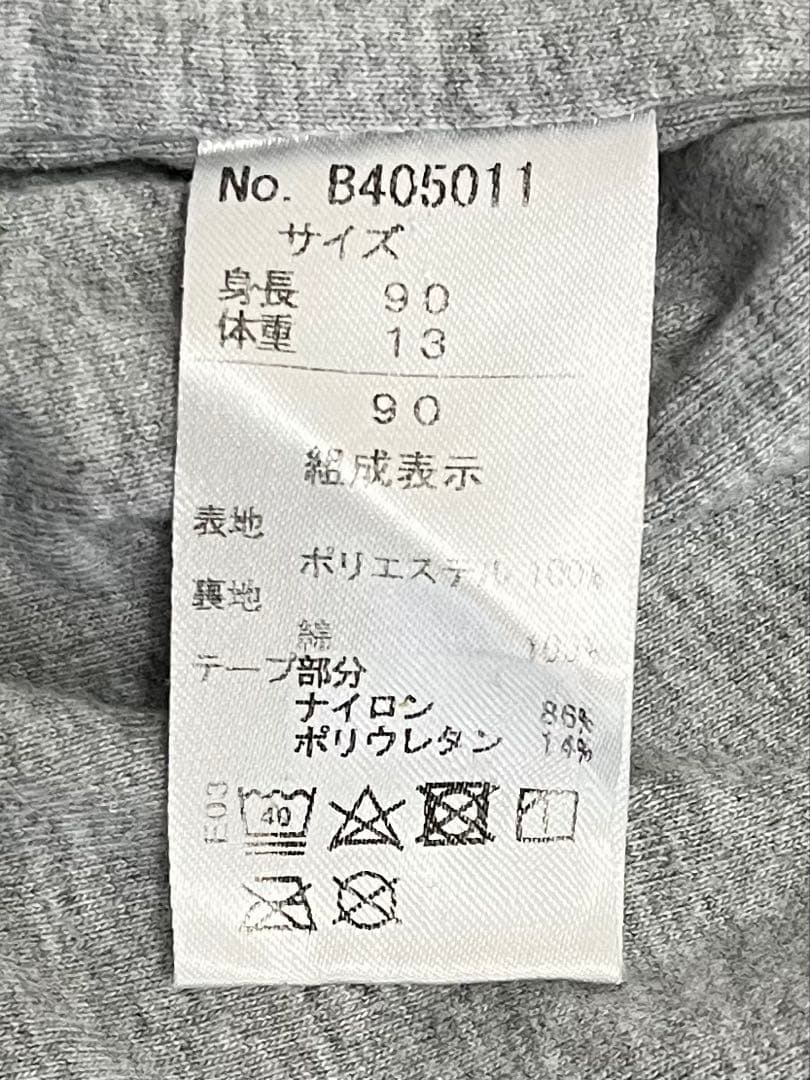 No. B405011
サイズ
身長 90
体重 13
90
組成表示
表地
ポリエステル 100%
裏地
綿 100%
テープ部分
ナイロン 86%
ポリウレタン 14%
E03
40